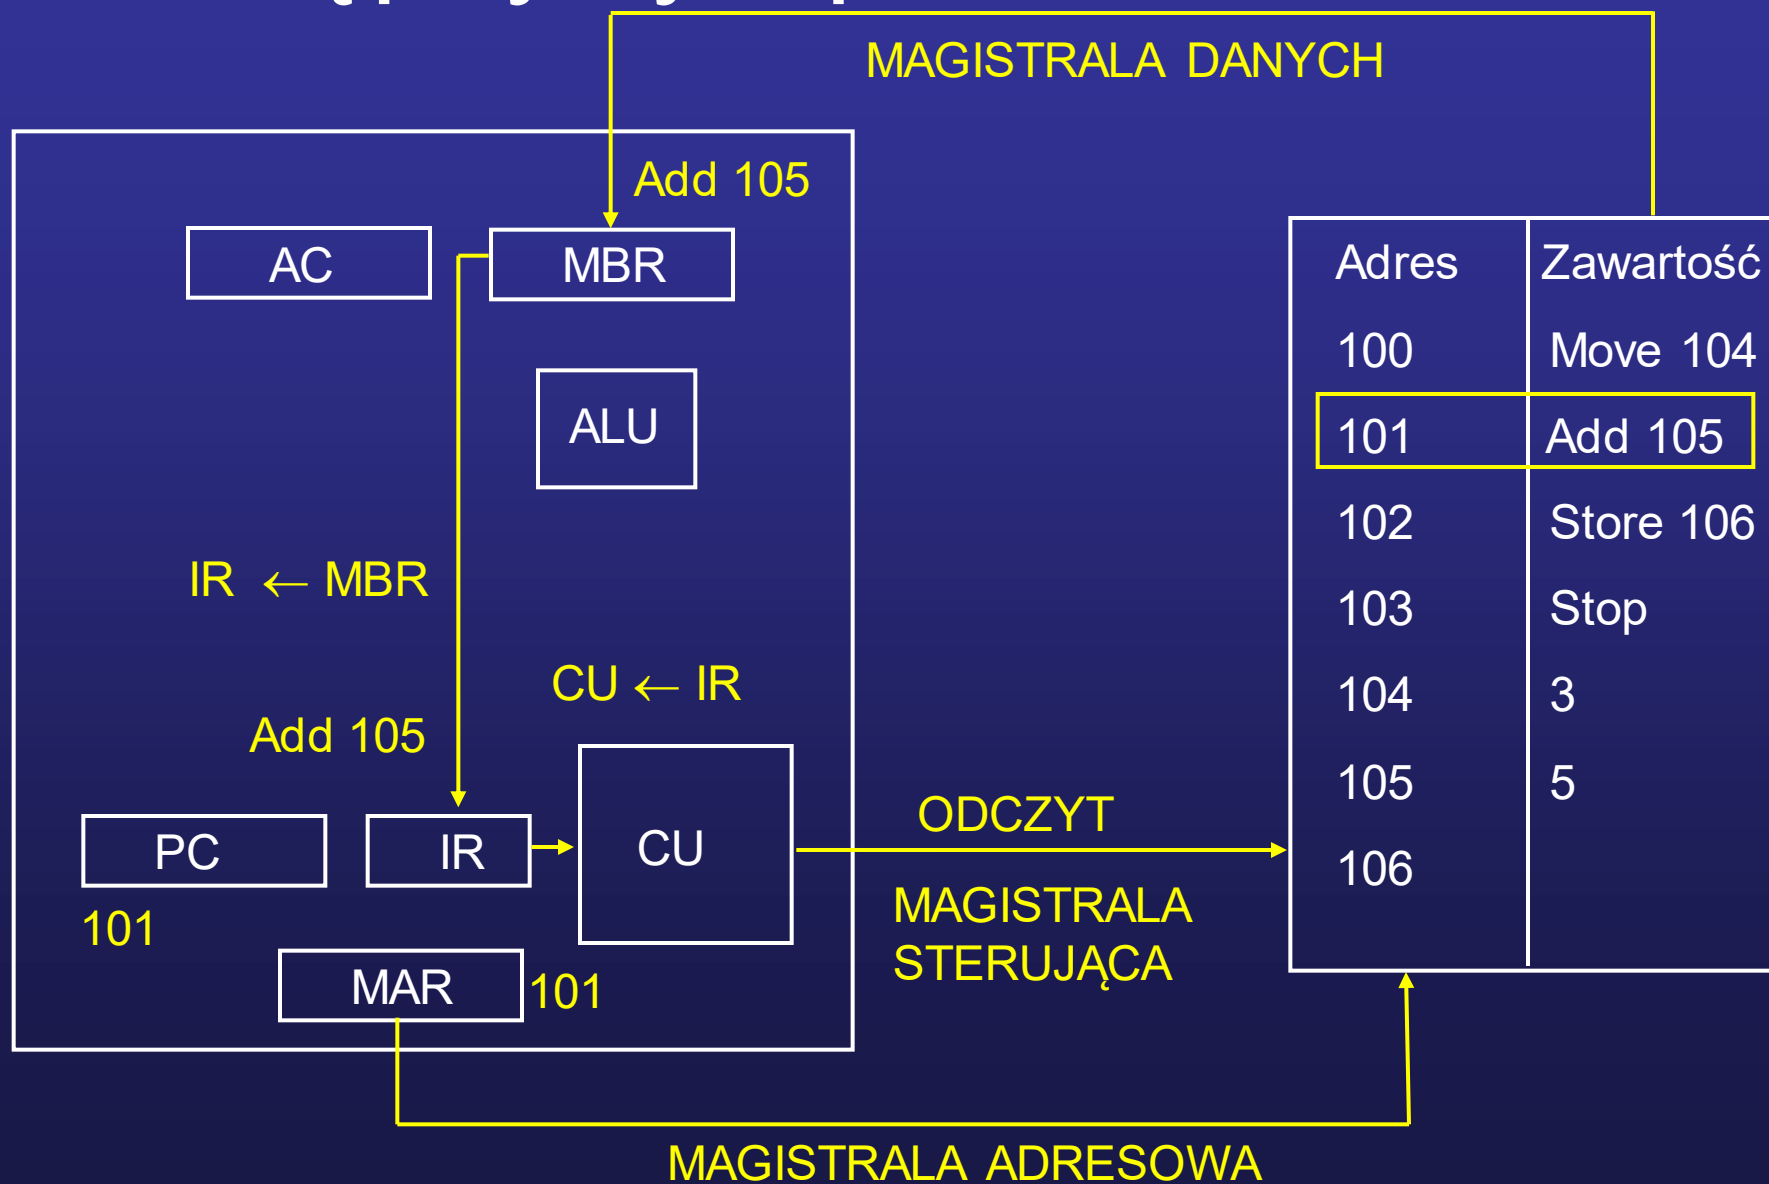 MAGISTRALA DANYCH
Add 105
AC
MBR
ALU
IR ← MBR
CU ← IR
Add 105
PC
IR
CU
101
MAR
101
ODCZYT
MAGISTRALA
STERUJĄCA
MAGISTRALA ADRESOWA
Adres Zawartość
100 Move 104
101 Add 105
102 Store 106
103 Stop
104 3
105 5
106